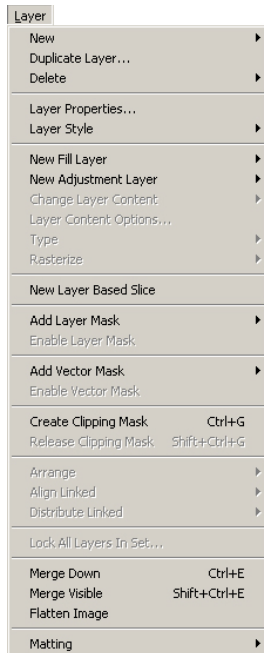 Layer
New
Duplicate Layer...
Delete
Layer Properties...
Layer Style
New Fill Layer
New Adjustment Layer
Change Layer Content
Layer Content Options...
Type
Rasterize
New Layer Based Slice
Add Layer Mask
Enable Layer Mask
Add Vector Mask
Enable Vector Mask
Create Clipping Mask Ctrl+G
Release Clipping Mask Shift+Ctrl+G
Arrange
Align Linked
Distribute Linked
Lock All Layers In Set...
Merge Down Ctrl+E
Merge Visible Shift+Ctrl+E
Flatten Image
Matting